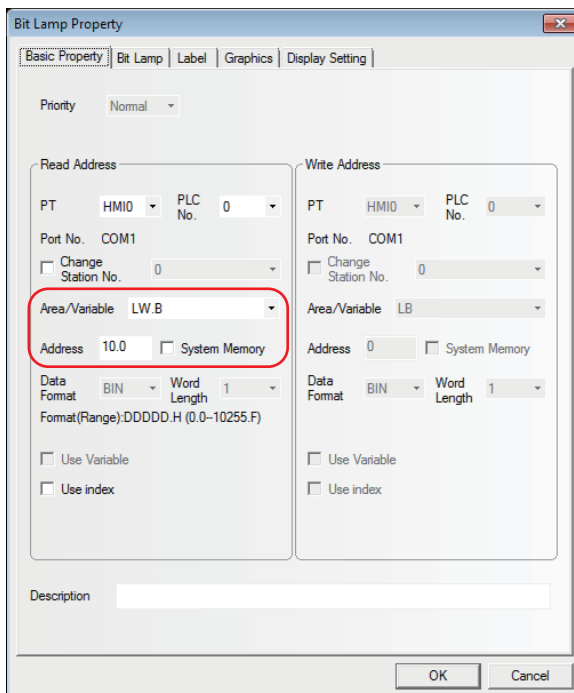 Bit Lamp Property
Basic Property Bit Lamp Label Graphics Display Setting
Priority Normal
Read Address
PT HMI0 PLC No. 0
Port No. COM1
Change Station No. 0
Area/Variable LW.B
Address 10.0 System Memory
Data Format BIN Word Length 1
Format(Range):DDDDD.H (0.0--10255.F)
Use Variable
Use index
Write Address
PT HMI0 PLC No. 0
Port No. COM1
Change Station No. 0
Area/Variable LB
Address 0 System Memory
Data Format BIN Word Length 1
Use Variable
Use index
Description
OK Cancel